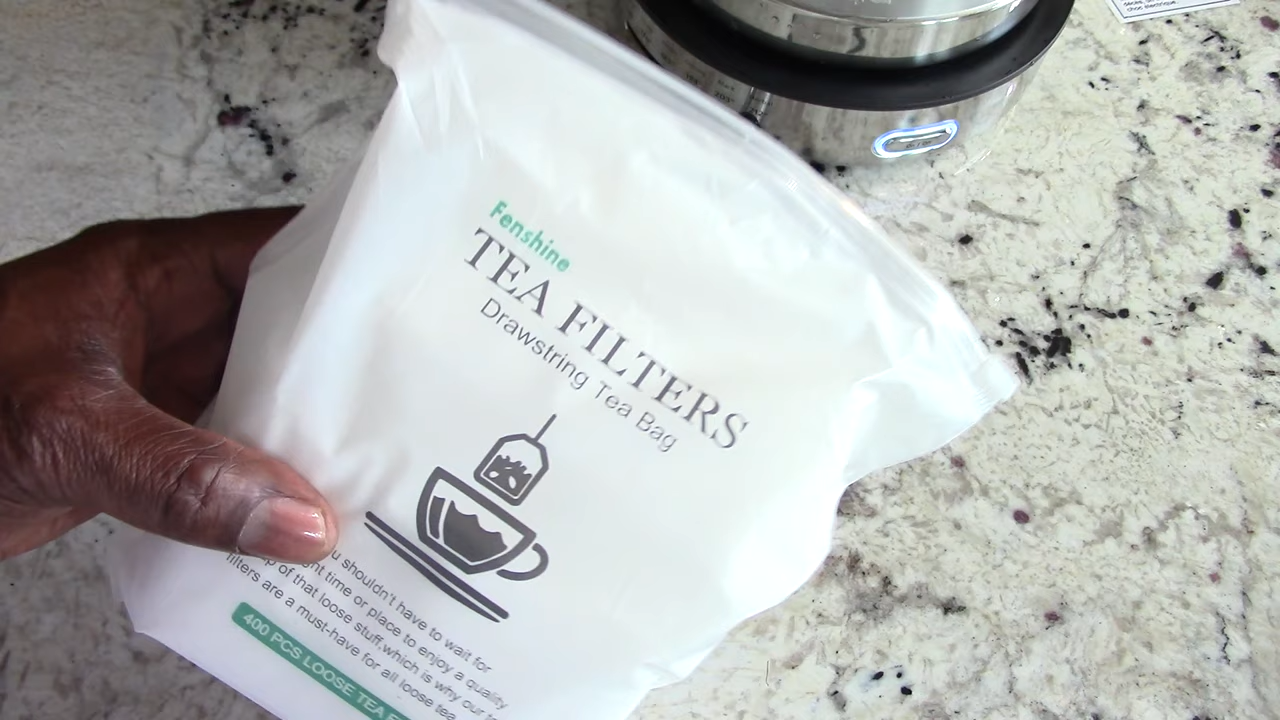 Fenshine
TEA FILTERS
Drawstring Tea Bag
u shouldn't have to wait for
ght time or place to enjoy a quality
p of that loose stuff.which is why our
filters are a must-have for all loose tea
400 PCS LOOSE TEA
choc électrique.